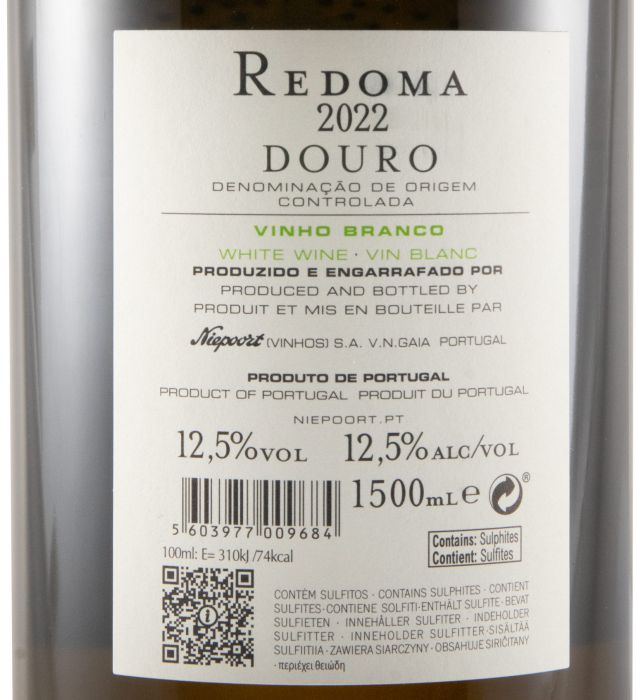 REDOMA
2022
DOURO
DENOMINAÇÃO DE ORIGEM
CONTROLADA
VINHO BRANCO
WHITE WINE · VIN BLANC
PRODUZIDO E ENGARRAFADO POR
PRODUCED AND BOTTLED BY
PRODUIT ET MIS EN BOUTEILLE PAR
Niepoort (VINHOS) S.A. V.N.GAIA PORTUGAL
PRODUTO DE PORTUGAL
PRODUCT OF PORTUGAL PRODUIT DU PORTUGAL
NIEPOORT.PT
12,5% VOL 12,5% ALC/VOL
1500 mL e ®
5 603977 009684
Contains: Sulphites
Contient: Sulfites
100ml: E= 310kJ /74kcal
i
CONTÉM SULFITOS · CONTAINS SULPHITES · CONTIENT
SULFITES · CONTIENE SOLFITI · ENTHÄLT SULFITE · BEVAT
SULFIETEN · INNEHÅLLER SULFITER · INDEHOLDER
SULFITTER · INNEHOLDER SULFITTER · SISÄLTÄÄ
SULFIITTIIA · ZAWIERA SIARCZYNY · OBSAHUJE SIRIČITANY
· περιέχει θειώδη